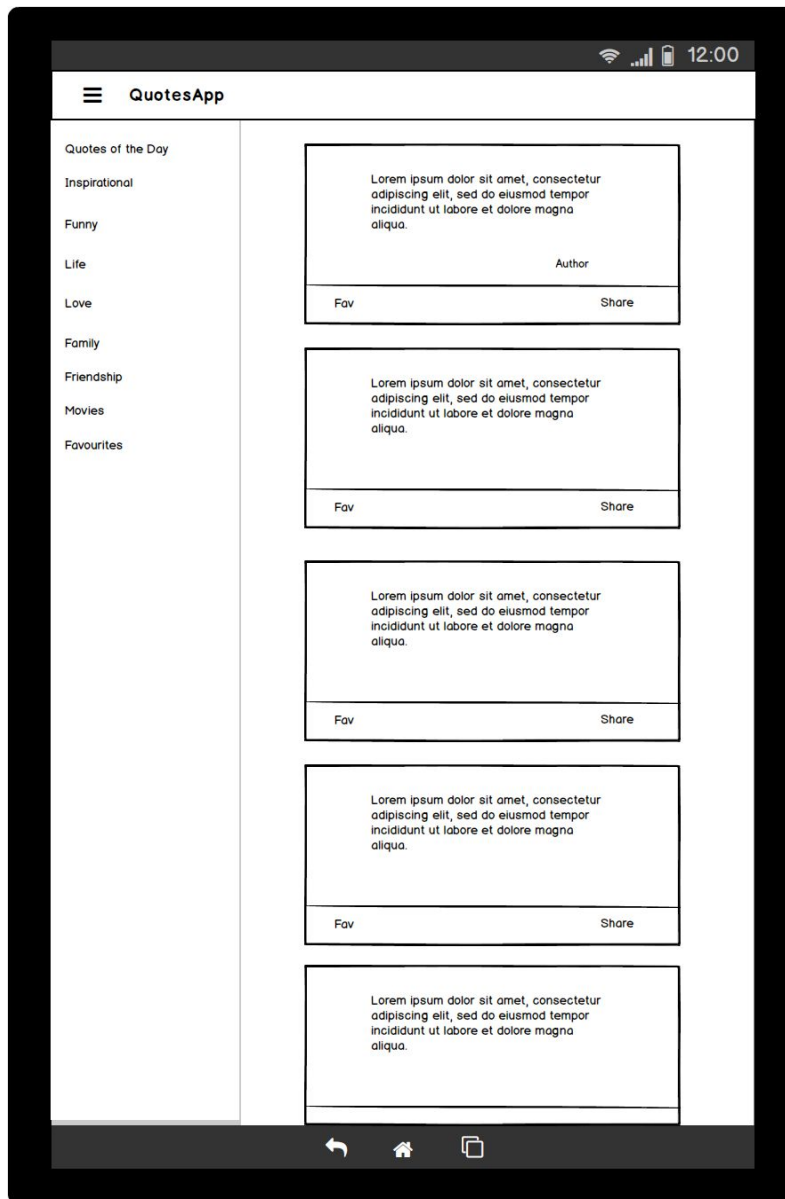 12:00
QuotesApp
Quotes of the Day
Inspirational
Funny
Life
Love
Family
Friendship
Movies
Favourites
Lorem ipsum dolor sit amet, consectetur
adipiscing elit, sed do eiusmod tempor
incididunt ut labore et dolore magna
aliqua.
Author
Fav Share
Lorem ipsum dolor sit amet, consectetur
adipiscing elit, sed do eiusmod tempor
incididunt ut labore et dolore magna
aliqua.
Fav Share
Lorem ipsum dolor sit amet, consectetur
adipiscing elit, sed do eiusmod tempor
incididunt ut labore et dolore magna
aliqua.
Fav Share
Lorem ipsum dolor sit amet, consectetur
adipiscing elit, sed do eiusmod tempor
incididunt ut labore et dolore magna
aliqua.
Fav Share
Lorem ipsum dolor sit amet, consectetur
adipiscing elit, sed do eiusmod tempor
incididunt ut labore et dolore magna
aliqua.